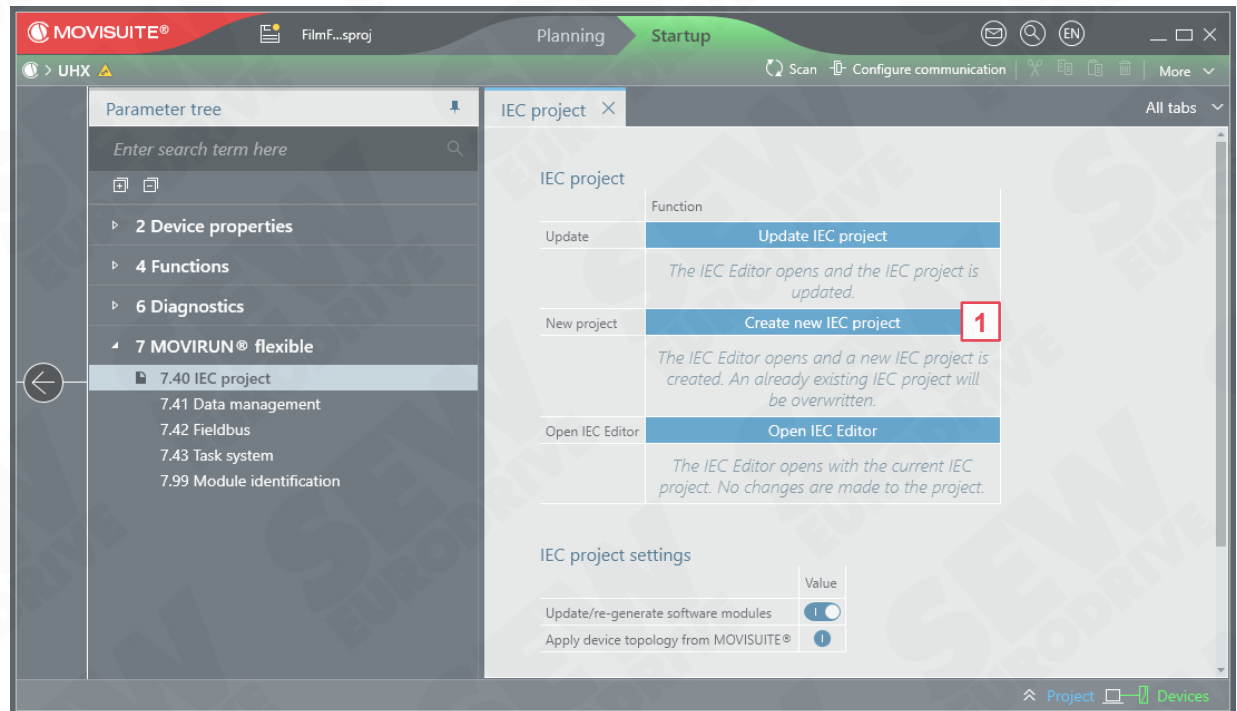 MOVISUITE®
FilmF...sproj
Planning
Startup
EN
> UHX
Scan
Configure communication
More
Parameter tree
IEC project
All tabs
Enter search term here
2 Device properties
4 Functions
6 Diagnostics
7 MOVIRUN® flexible
7.40 IEC project
7.41 Data management
7.42 Fieldbus
7.43 Task system
7.99 Module identification
IEC project
Function
Update
Update IEC project
The IEC Editor opens and the IEC project is
updated.
New project
Create new IEC project
1
The IEC Editor opens and a new IEC project is
created. An already existing IEC project will
be overwritten.
Open IEC Editor
Open IEC Editor
The IEC Editor opens with the current IEC
project. No changes are made to the project.
IEC project settings
Value
Update/re-generate software modules
Apply device topology from MOVISUITE®
Project
Devices
SEW
EURODRIVE